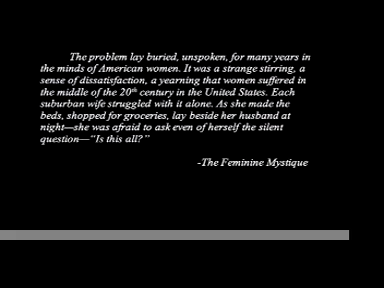 The problem lay buried, unspoken, for many years in
the minds of American women. It was a strange stirring, a
sense of dissatisfaction, a yearning that women suffered in
the middle of the 20th century in the United States. Each
suburban wife struggled with it alone. As she made the
beds, shopped for groceries, lay beside her husband at
night—she was afraid to ask even of herself the silent
question—“Is this all?”
-The Feminine Mystique